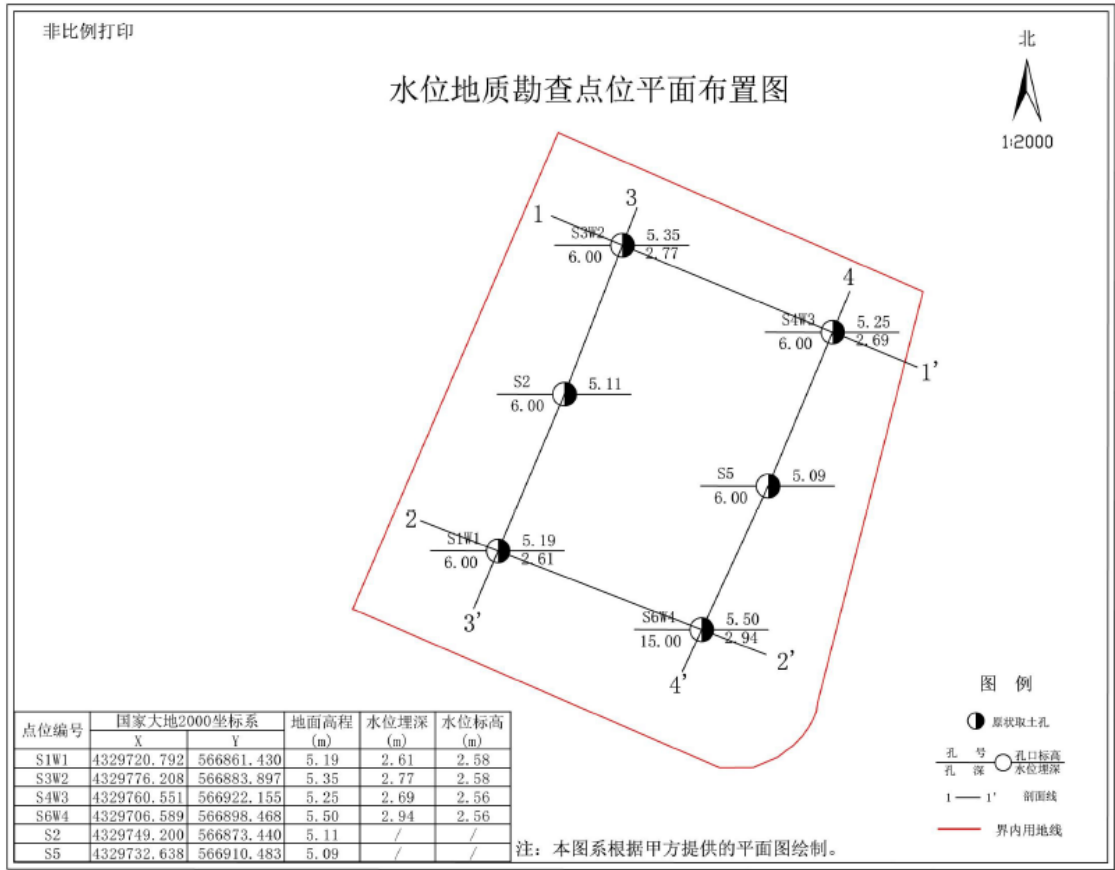 非比例打印
北
水位地质勘查点位平面布置图
1:2000
3
1
S3W2 5.35
6.00 2.77
4
S4W3 5.25
6.00 2.69
1'
S2 5.11
6.00
S5 5.09
6.00
2
S1W1 5.19
6.00 2.61
3'
S6W4 5.50
15.00 2.94
2'
4'
图 例
原状取土孔
孔 号 孔口标高
孔 深 水位埋深
1 1' 剖面线
界内用地线
点位编号 国家大地2000坐标系 地面高程(m) 水位埋深(m) 水位标高(m)
X Y
S1W1 4329720.792 566861.430 5.19 2.61 2.58
S3W2 4329776.208 566883.897 5.35 2.77 2.58
S4W3 4329760.551 566922.155 5.25 2.69 2.56
S6W4 4329706.589 566898.468 5.50 2.94 2.56
S2 4329749.200 566873.440 5.11 / /
S5 4329732.638 566910.483 5.09 / /
注：本图系根据甲方提供的平面图绘制。